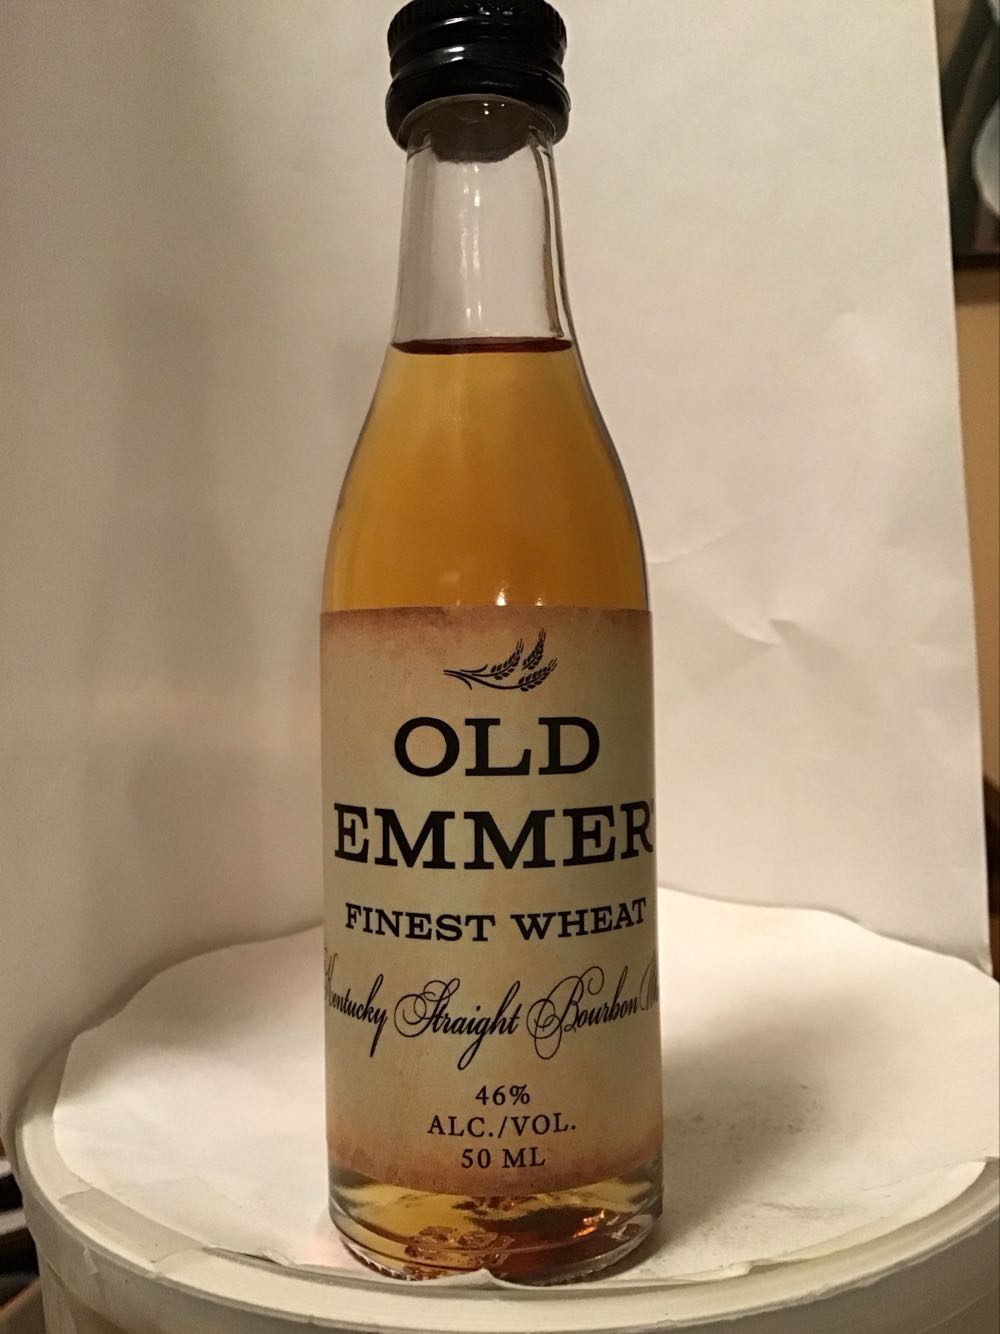 OLD
EMMER
FINEST WHEAT
Kentucky Straight Bourbon
46%
ALC./VOL.
50 ML